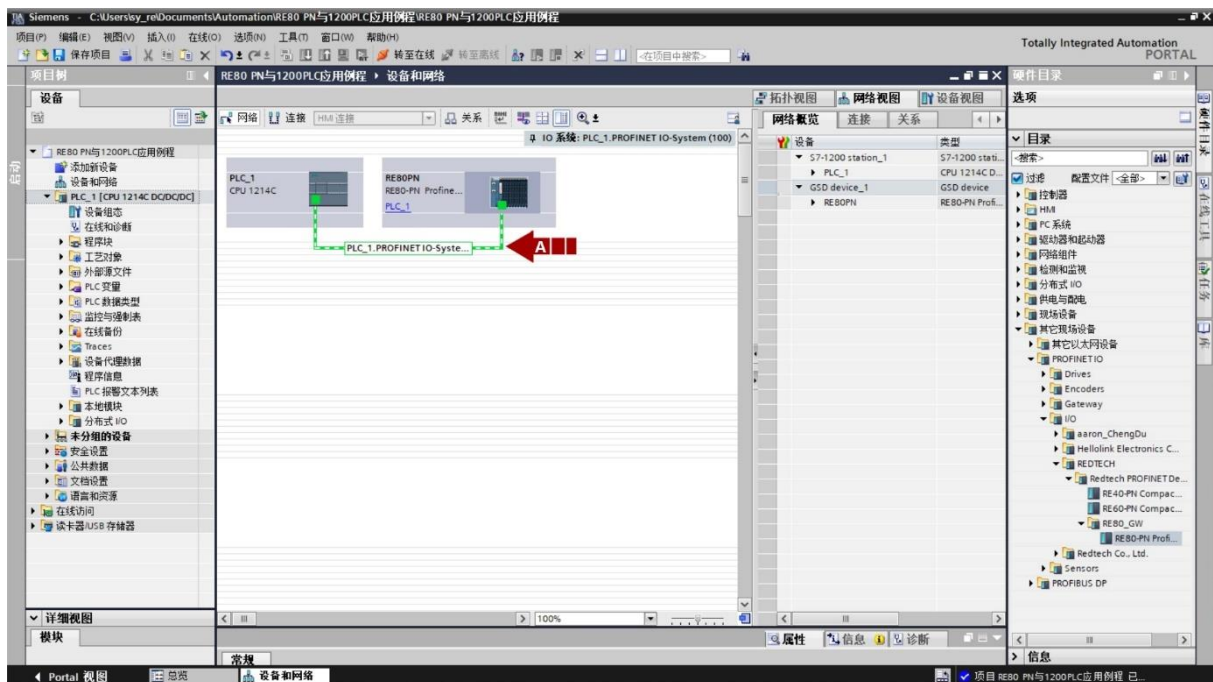 Siemens - C:\Users\sy_re\Documents\Automation\RE80 PN与1200PLC应用例程\RE80 PN与1200PLC应用例程
项目(P) 编辑(E) 视图(V) 插入(I) 在线(O) 选项(N) 工具(T) 窗口(W) 帮助(H)
Totally Integrated Automation
PORTAL
保存项目 转至在线 转至离线 <在项目中搜索>
项目树
RE80 PN与1200PLC应用例程 设备和网络
硬件目录
设备
拓扑视图 网络视图 设备视图
选项
网络 连接 HMI 连接 关系
IO 系统: PLC_1.PROFINET IO-System (100)
网络概览 连接 关系
RE80 PN与1200PLC应用例程
添加新设备
设备和网络
PLC_1 [CPU 1214C DC/DC/DC]
设备组态
在线和诊断
程序块
工艺对象
外部源文件
PLC 变量
PLC 数据类型
监控与强制表
在线备份
Traces
设备代理数据
程序信息
PLC 报警文本列表
本地模块
分布式 I/O
未分组的设备
安全设置
公共数据
文档设置
语言和资源
在线访问
读卡器/USB 存储器
详细视图
模块
PLC_1
CPU 1214C
RE80PN
RE80-PN Profine...
PLC_1
PLC_1.PROFINET IO-Syste...
A
100%
常规
设备 类型
S7-1200 station_1 S7-1200 stati...
PLC_1 CPU 1214C D...
GSD device_1 GSD device
RE80PN RE80-PN Profi...
属性 信息 诊断
目录
<搜索>
过滤 配置文件 <全部>
控制器
HMI
PC 系统
驱动器和起动器
网络组件
检测和监视
分布式 I/O
供电与配电
现场设备
其它现场设备
其它以太网设备
PROFINET IO
Drives
Encoders
Gateway
I/O
aaron_ChengDu
Hellolink Electronics C...
REDTECH
Redtech PROFINET De...
RE40-PN Compac...
RE60-PN Compac...
RE80_GW
RE80-PN Profi...
Redtech Co., Ltd.
Sensors
PROFIBUS DP
信息
启动
硬件目录
在线工具
任务
库
Portal 视图 总览 设备和网络
项目 RE80 PN与1200PLC应用例程 已...